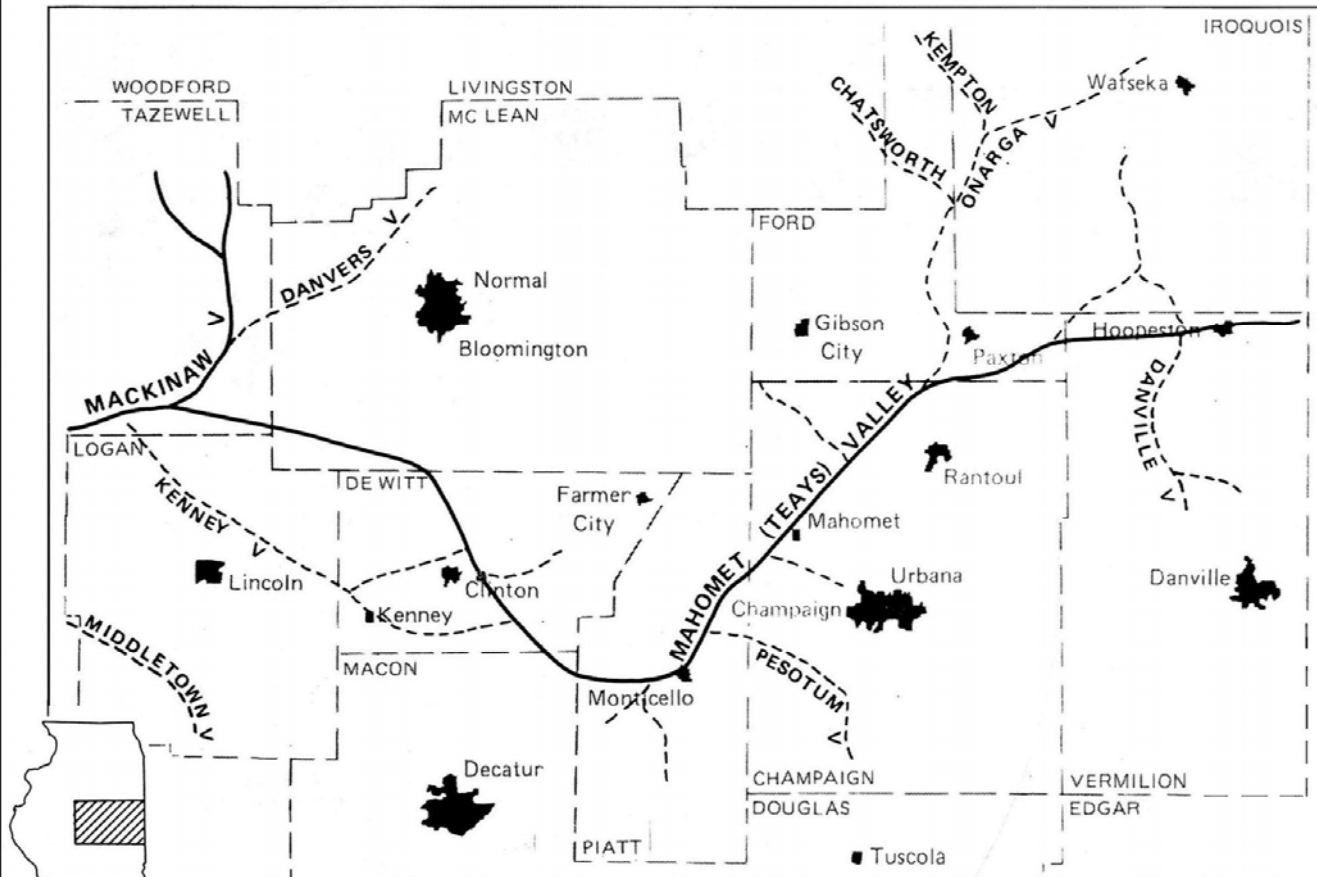 IROQUOIS
KEMPTON
WOODFORD
LIVINGSTON
Watseka
TAZEWELL
MC LEAN
CHATSWORTH
ONARGA
V
FORD
V
DANVERS
Normal
V
Gibson
City
Hoopeston
Bloomington
Paxton
MACKINAW
DANVILLE
VALLEY
LOGAN
Rantoul
DE WITT
KENNEY
Farmer
City
(TEAYS)
V
Mahomet
V
Lincoln
Clinton
Urbana
Danville
Kenney
Champaign
MAHOMET
MIDDLETOWN
MACON
PESOTUM
Monticello
V
V
Decatur
CHAMPAIGN
VERMILION
DOUGLAS
EDGAR
PIATT
Tuscola